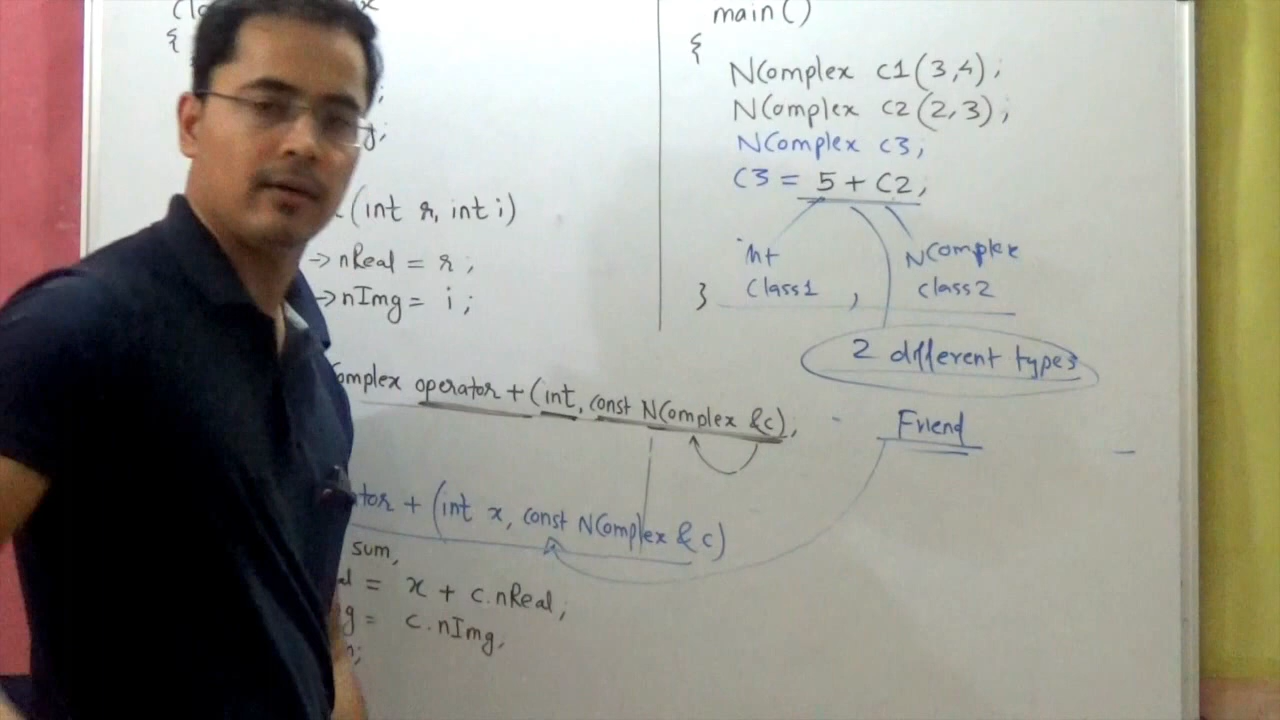 {
(int r, int i)
→ nReal = r ;
→ nImg = i ;
operator + (int, const NComplex &c),
+ (int x, const NComplex & c)
sum,
= x + c.nReal ;
= c.nImg,
main()
{
NComplex c1(3,4);
NComplex c2(2,3);
NComplex c3;
C3 = 5 + C2,
int
NComplex
class1 , class2
}
2 different types
Friend